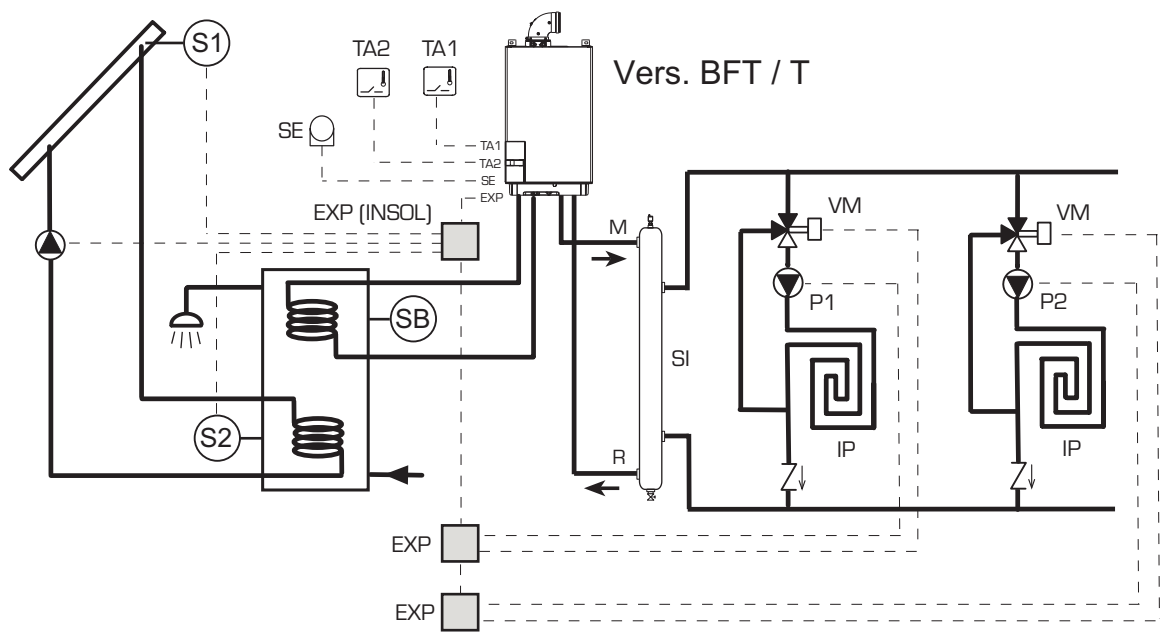 S1
TA2 TA1
Vers. BFT / T
SE
TA1
TA2
SE
EXP
EXP (INSOL)
M
VM
VM
P1
P2
SB
SI
S2
IP
IP
R
EXP
EXP